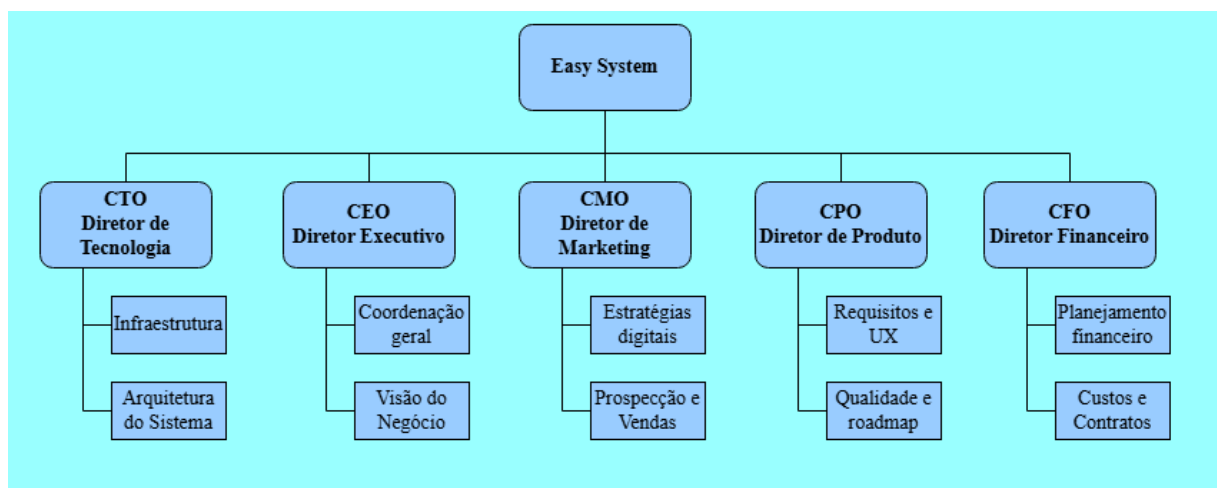 Easy System
CTO
Diretor de
Tecnologia
CEO
Diretor Executivo
CMO
Diretor de
Marketing
CPO
Diretor de Produto
CFO
Diretor Financeiro
Infraestrutura
Coordenação
geral
Estratégias
digitais
Requisitos e
UX
Planejamento
financeiro
Arquitetura
do Sistema
Visão do
Negócio
Prospecção e
Vendas
Qualidade e
roadmap
Custos e
Contratos